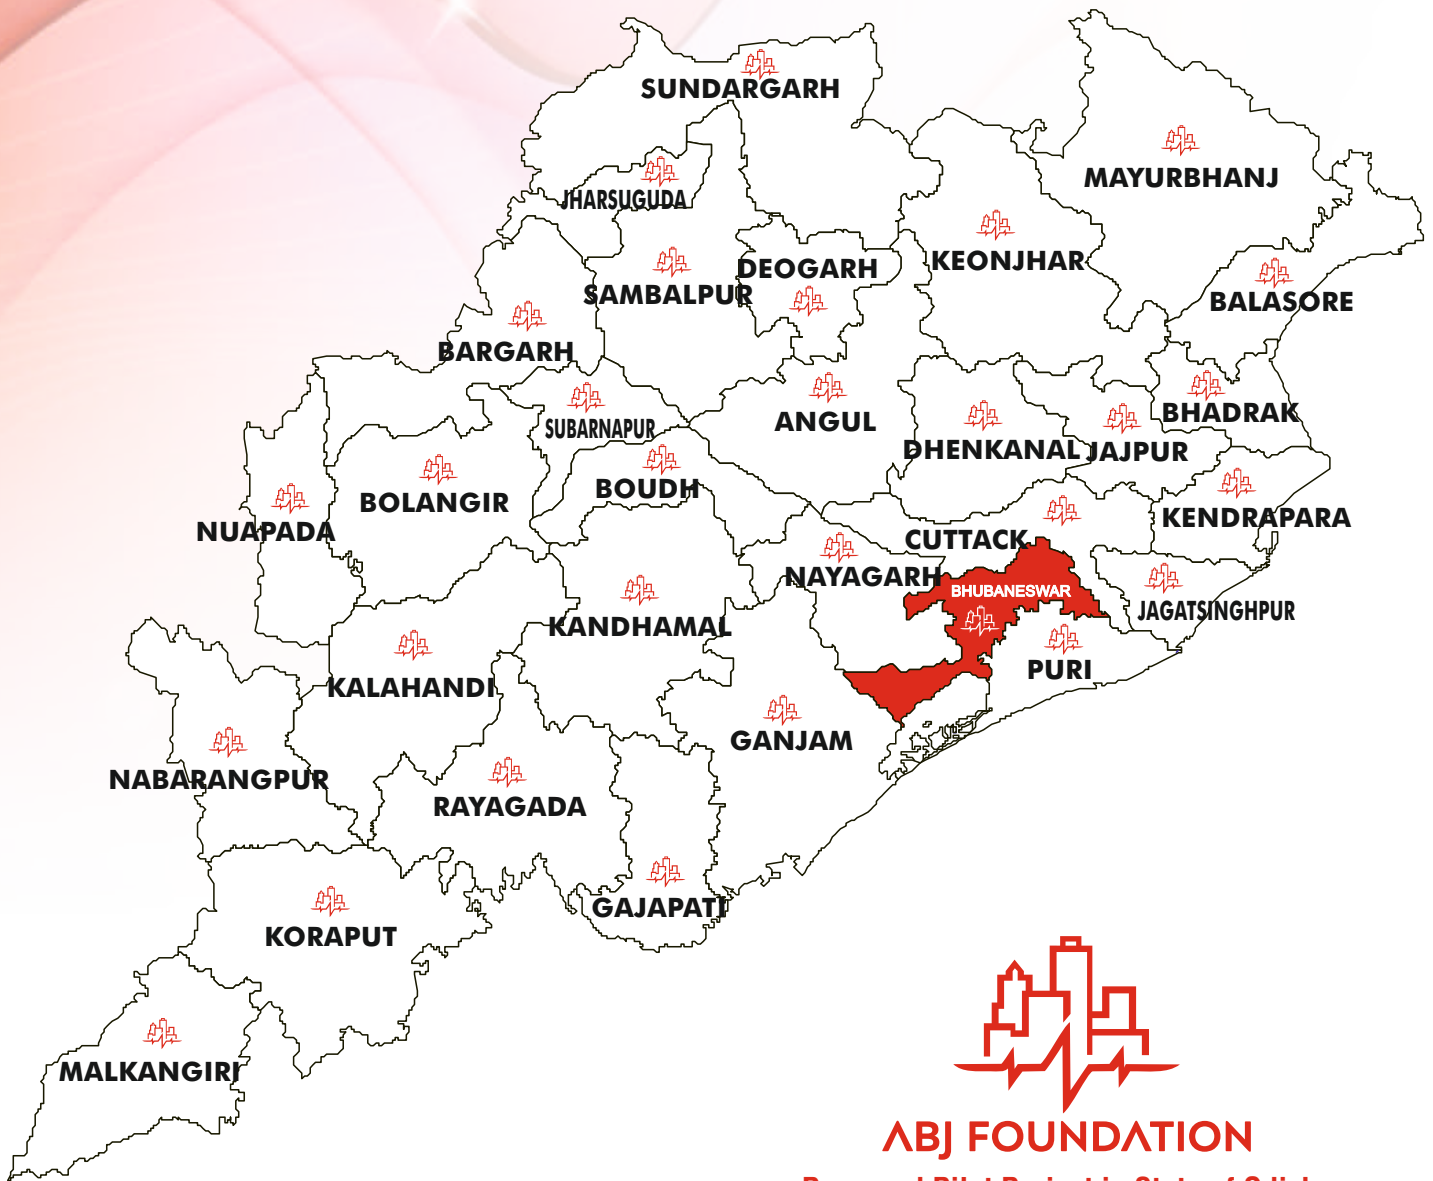 SUNDARGARH
MAYURBHANJ
JHARSUGUDA
KEONJHAR
DEOGARH
SAMBALPUR
BALASORE
BARGARH
BHADRAK
ANGUL
SUBARNAPUR
DHENKANAL
JAJPUR
BOUDH
BOLANGIR
KENDRAPARA
NUAPADA
CUTTACK
NAYAGARH
BHUBANESWAR
JAGATSINGHPUR
KANDHAMAL
PURI
KALAHANDI
GANJAM
NABARANGPUR
RAYAGADA
GAJAPATI
KORAPUT
MALKANGIRI
ABJ FOUNDATION